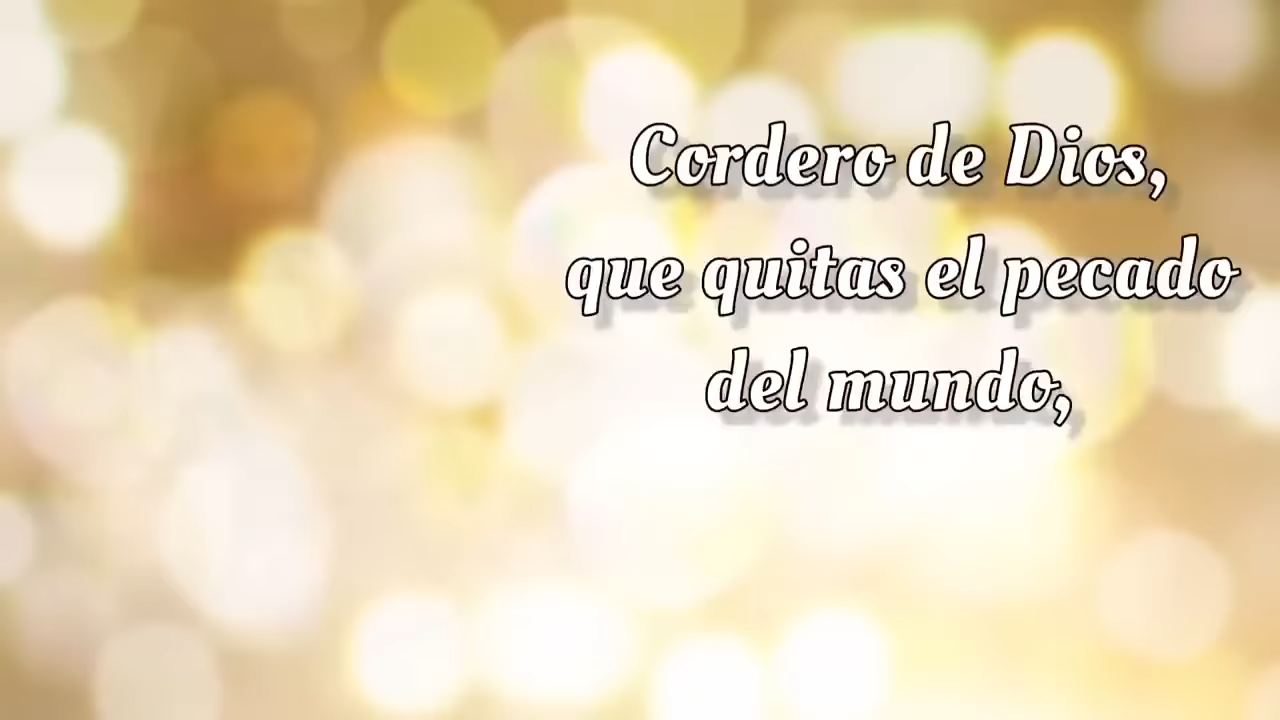 Cordero de Dios,
que quitas el pecado
del mundo,